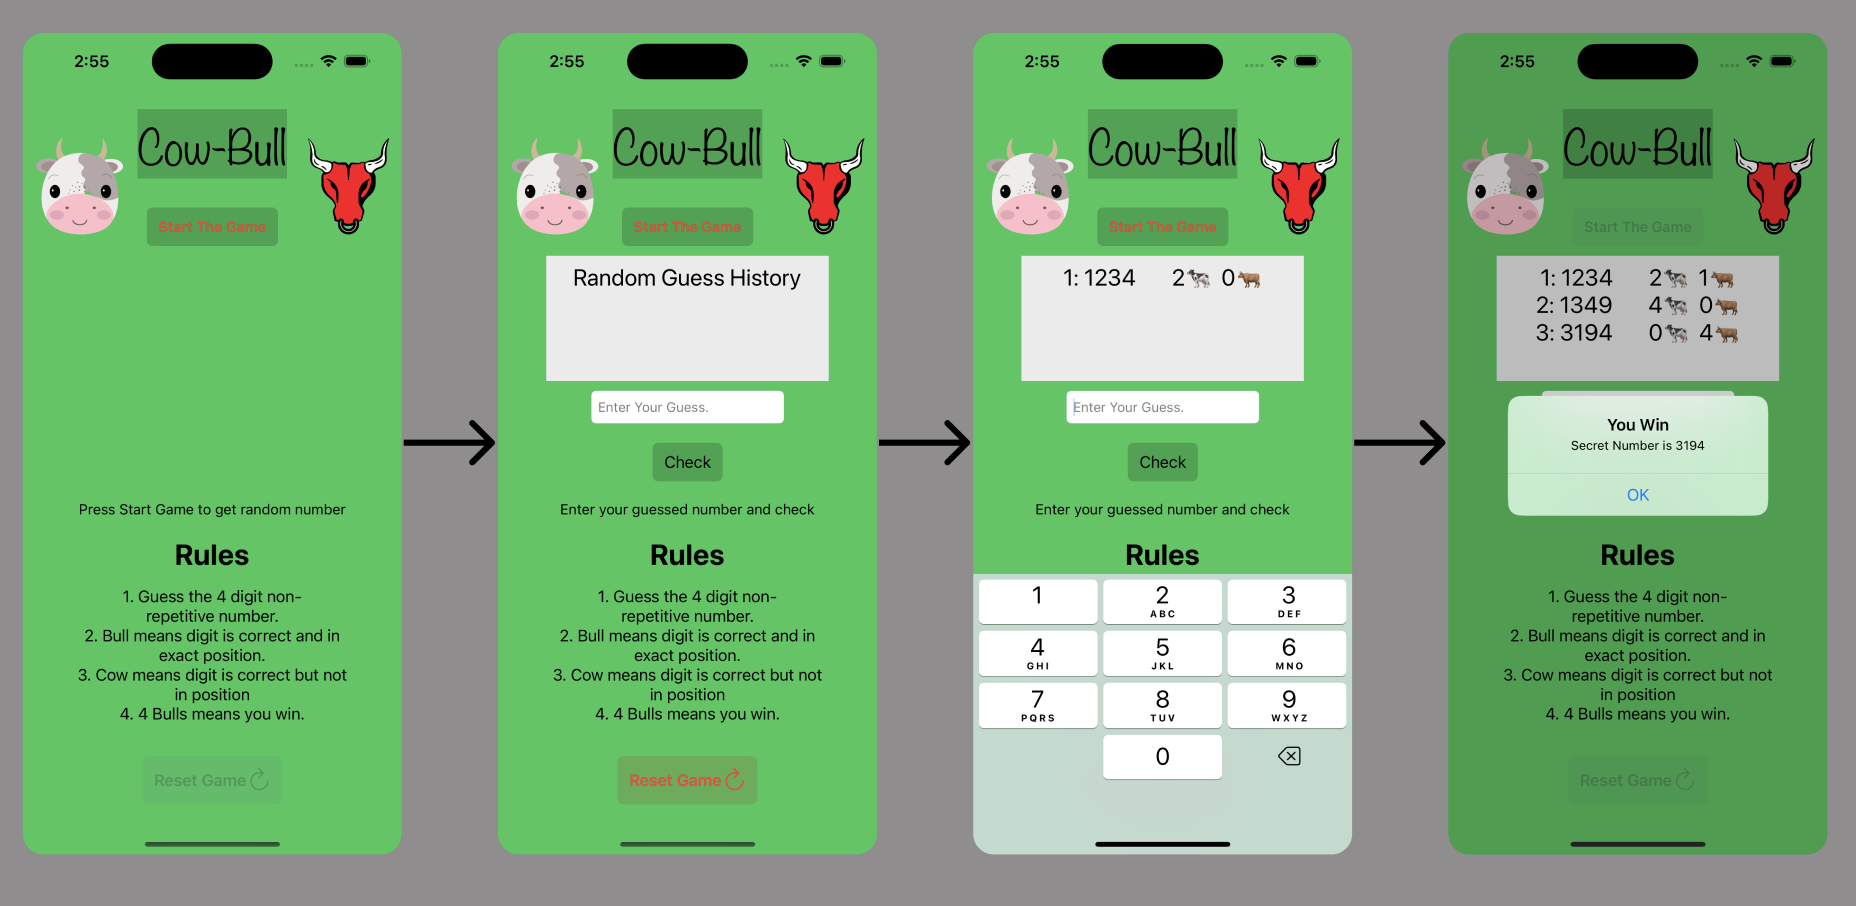 2:55
Cow-Bull
Start The Game
Press Start Game to get random number
Rules
1. Guess the 4 digit non-
repetitive number.
2. Bull means digit is correct and in
exact position.
3. Cow means digit is correct but not
in position
4. 4 Bulls means you win.
Reset Game
2:55
Cow-Bull
Start The Game
Random Guess History
Enter Your Guess.
Check
Enter your guessed number and check
Rules
1. Guess the 4 digit non-
repetitive number.
2. Bull means digit is correct and in
exact position.
3. Cow means digit is correct but not
in position
4. 4 Bulls means you win.
Reset Game
2:55
Cow-Bull
Start The Game
1: 1234 2🐄 0🐂
Enter Your Guess.
Check
Enter your guessed number and check
Rules
1 2 3
ABC DEF
4 5 6
GHI JKL MNO
7 8 9
PQRS TUV WXYZ
0
2:55
Cow-Bull
Start The Game
1: 1234 2🐄 1🐂
2: 1349 4🐄 0🐂
3: 3194 0🐄 4🐂
You Win
Secret Number is 3194
OK
Rules
1. Guess the 4 digit non-
repetitive number.
2. Bull means digit is correct and in
exact position.
3. Cow means digit is correct but not
in position
4. 4 Bulls means you win.
Reset Game